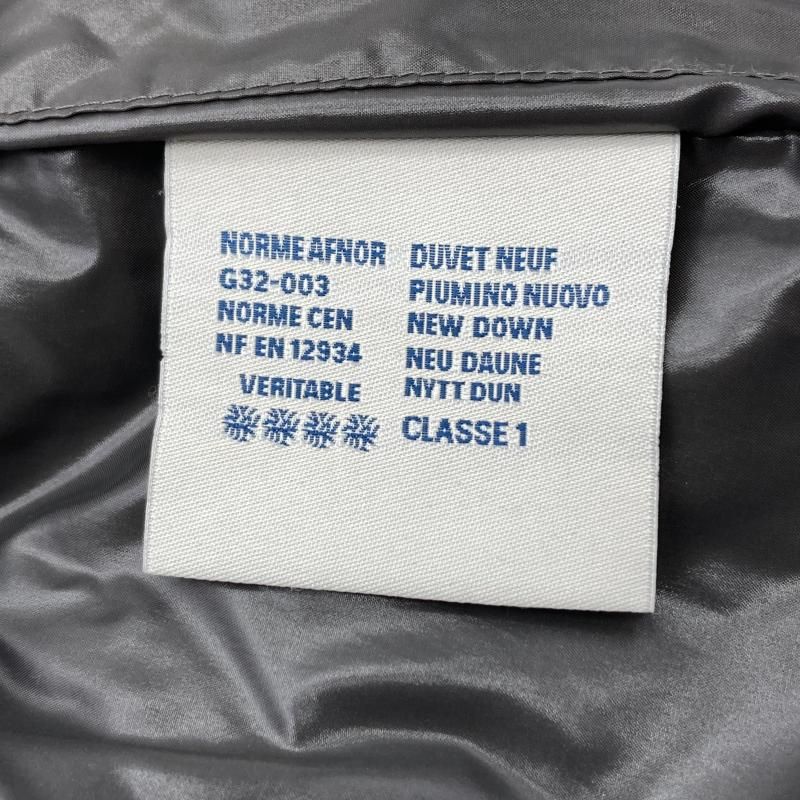 NORME AFNOR
G32-003
NORME CEN
NF EN 12934
VERITABLE
DUVET NEUF
PIUMINO NUOVO
NEW DOWN
NEU DAUNE
NYTT DUN
CLASSE 1